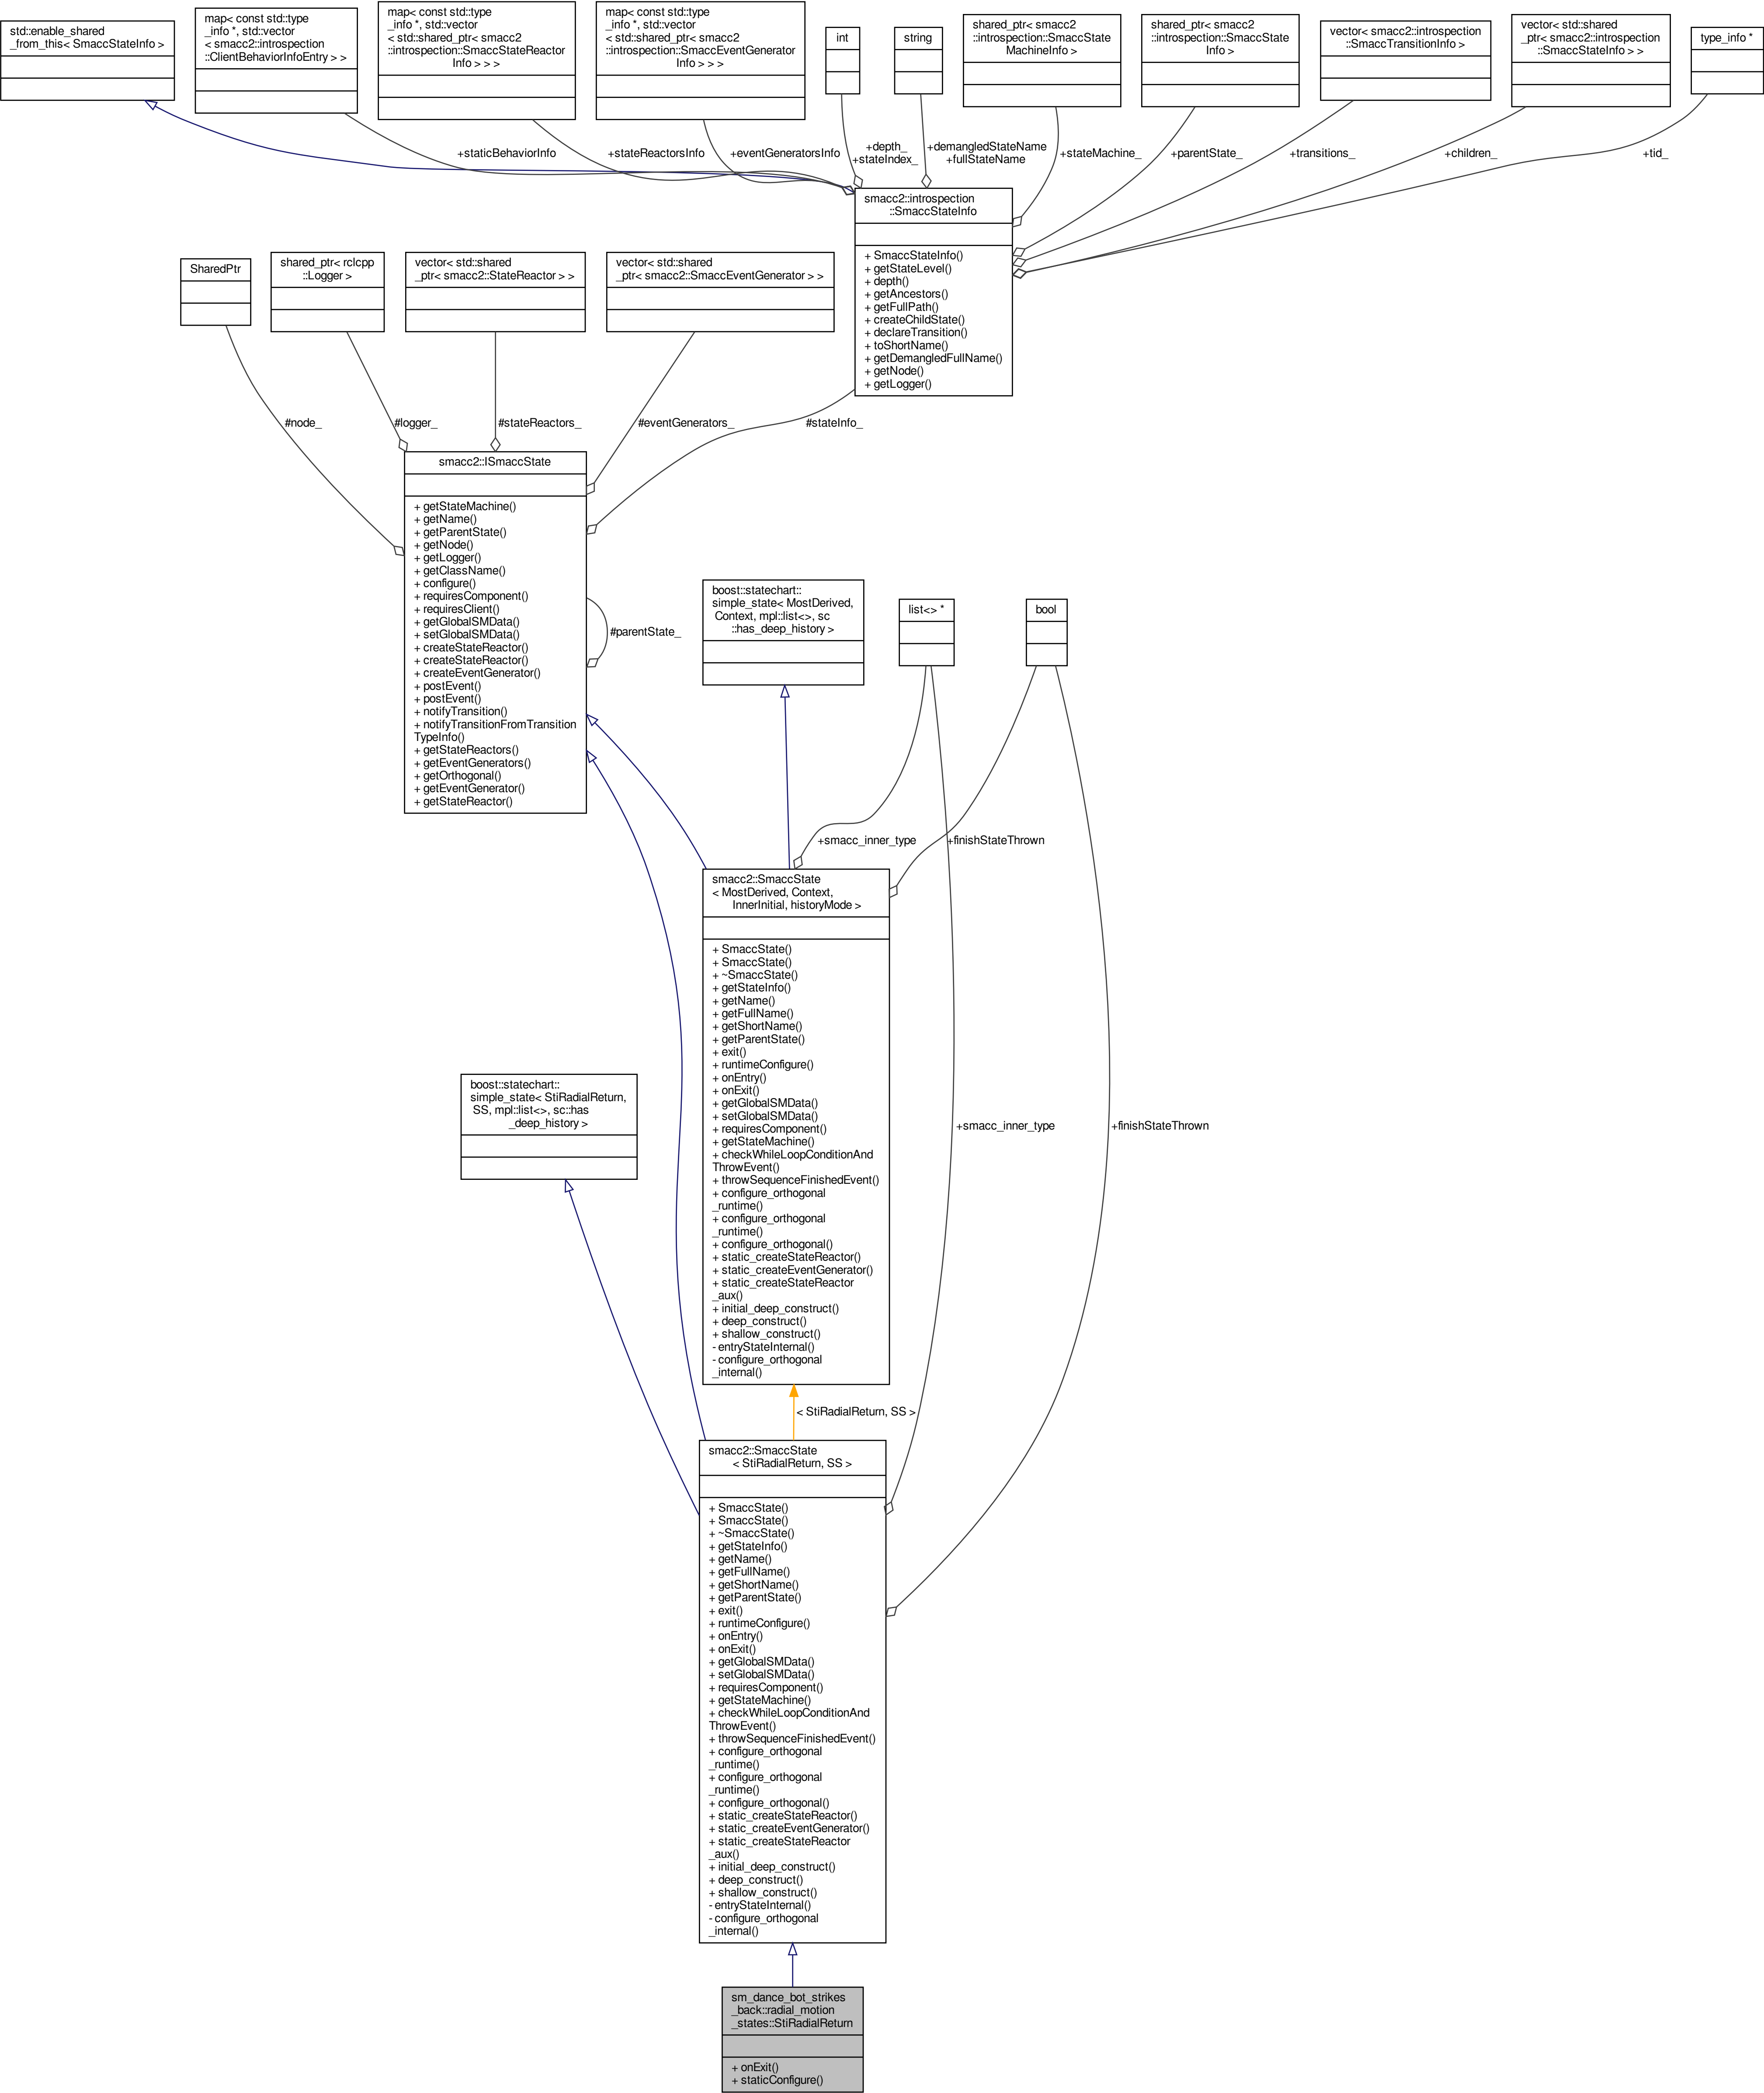 std::enable_shared
_from_this< SmaccStateInfo >
map< const std::type
_info *, std::vector
< smacc2::introspection
::ClientBehaviorInfoEntry > >
map< const std::type
_info *, std::vector
< std::shared_ptr< smacc2
::introspection::SmaccStateReactor
Info > > >
map< const std::type
_info *, std::vector
< std::shared_ptr< smacc2
::introspection::SmaccEventGenerator
Info > > >
int
string
shared_ptr< smacc2
::introspection::SmaccState
MachineInfo >
shared_ptr< smacc2
::introspection::SmaccState
Info >
vector< smacc2::introspection
::SmaccTransitionInfo >
vector< std::shared
_ptr< smacc2::introspection
::SmaccStateInfo > >
type_info *
+staticBehaviorInfo
+stateReactorsInfo
+eventGeneratorsInfo
+depth_
+stateIndex_
+demangledStateName
+fullStateName
+stateMachine_
+parentState_
+transitions_
+children_
+tid_
smacc2::introspection
::SmaccStateInfo
+ SmaccStateInfo()
+ getStateLevel()
+ depth()
+ getAncestors()
+ getFullPath()
+ createChildState()
+ declareTransition()
+ toShortName()
+ getDemangledFullName()
+ getNode()
+ getLogger()
SharedPtr
shared_ptr< rclcpp
::Logger >
vector< std::shared
_ptr< smacc2::StateReactor > >
vector< std::shared
_ptr< smacc2::SmaccEventGenerator > >
#node_
#logger_
#stateReactors_
#eventGenerators_
#stateInfo_
smacc2::ISmaccState
+ getStateMachine()
+ getName()
+ getParentState()
+ getNode()
+ getLogger()
+ getClassName()
+ configure()
+ requiresComponent()
+ requiresClient()
+ getGlobalSMData()
+ setGlobalSMData()
+ createStateReactor()
+ createStateReactor()
+ createEventGenerator()
+ postEvent()
+ postEvent()
+ notifyTransition()
+ notifyTransitionFromTransition
TypeInfo()
+ getStateReactors()
+ getEventGenerators()
+ getOrthogonal()
+ getEventGenerator()
+ getStateReactor()
#parentState_
boost::statechart::
simple_state< MostDerived,
Context, mpl::list<>, sc
::has_deep_history >
list<> *
bool
+smacc_inner_type
+finishStateThrown
smacc2::SmaccState
< MostDerived, Context,
InnerInitial, historyMode >
+ SmaccState()
+ SmaccState()
+ ~SmaccState()
+ getStateInfo()
+ getName()
+ getFullName()
+ getShortName()
+ getParentState()
+ exit()
+ runtimeConfigure()
+ onEntry()
+ onExit()
+ getGlobalSMData()
+ setGlobalSMData()
+ requiresComponent()
+ getStateMachine()
+ checkWhileLoopConditionAnd
ThrowEvent()
+ throwSequenceFinishedEvent()
+ configure_orthogonal
_runtime()
+ configure_orthogonal
_runtime()
+ configure_orthogonal()
+ static_createStateReactor()
+ static_createEventGenerator()
+ static_createStateReactor
_aux()
+ initial_deep_construct()
+ deep_construct()
+ shallow_construct()
- entryStateInternal()
- configure_orthogonal
_internal()
boost::statechart::
simple_state< StiRadialReturn,
SS, mpl::list<>, sc::has
_deep_history >
+smacc_inner_type
+finishStateThrown
< StiRadialReturn, SS >
smacc2::SmaccState
< StiRadialReturn, SS >
+ SmaccState()
+ SmaccState()
+ ~SmaccState()
+ getStateInfo()
+ getName()
+ getFullName()
+ getShortName()
+ getParentState()
+ exit()
+ runtimeConfigure()
+ onEntry()
+ onExit()
+ getGlobalSMData()
+ setGlobalSMData()
+ requiresComponent()
+ getStateMachine()
+ checkWhileLoopConditionAnd
ThrowEvent()
+ throwSequenceFinishedEvent()
+ configure_orthogonal
_runtime()
+ configure_orthogonal
_runtime()
+ configure_orthogonal()
+ static_createStateReactor()
+ static_createEventGenerator()
+ static_createStateReactor
_aux()
+ initial_deep_construct()
+ deep_construct()
+ shallow_construct()
- entryStateInternal()
- configure_orthogonal
_internal()
sm_dance_bot_strikes
_back::radial_motion
_states::StiRadialReturn
+ onExit()
+ staticConfigure()